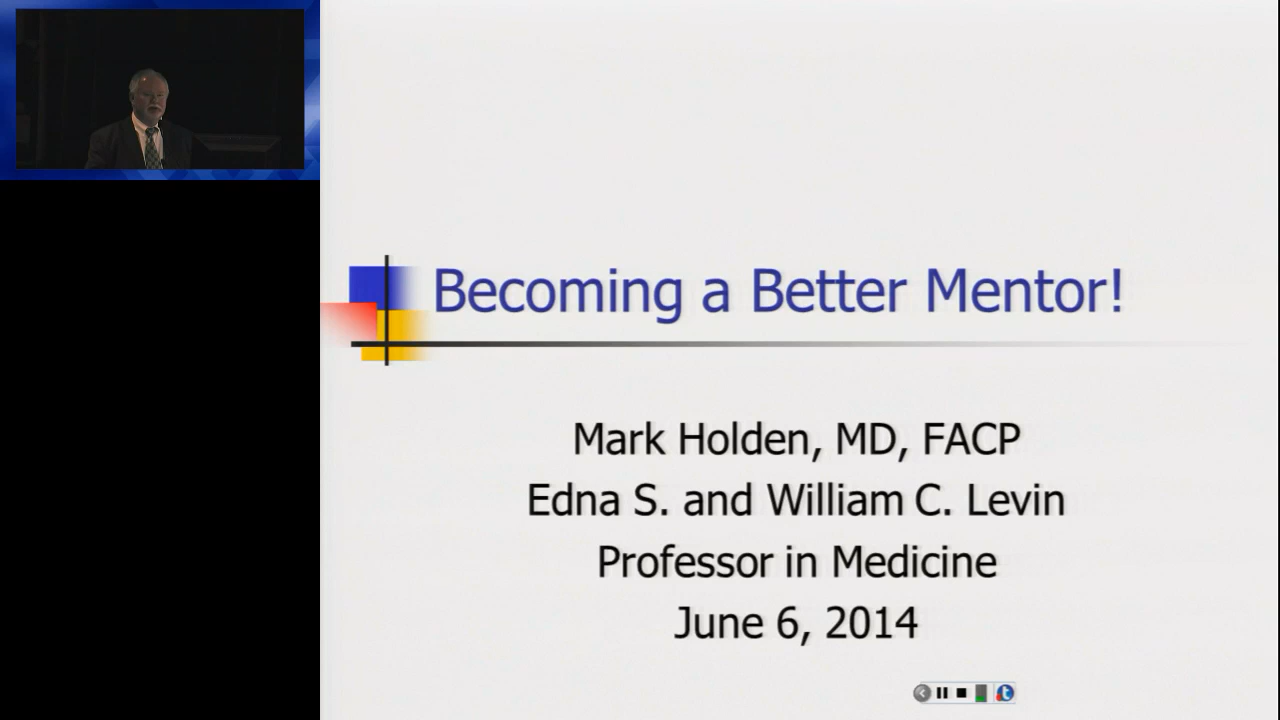 Becoming a Better Mentor!
Mark Holden, MD, FACP
Edna S. and William C. Levin
Professor in Medicine
June 6, 2014